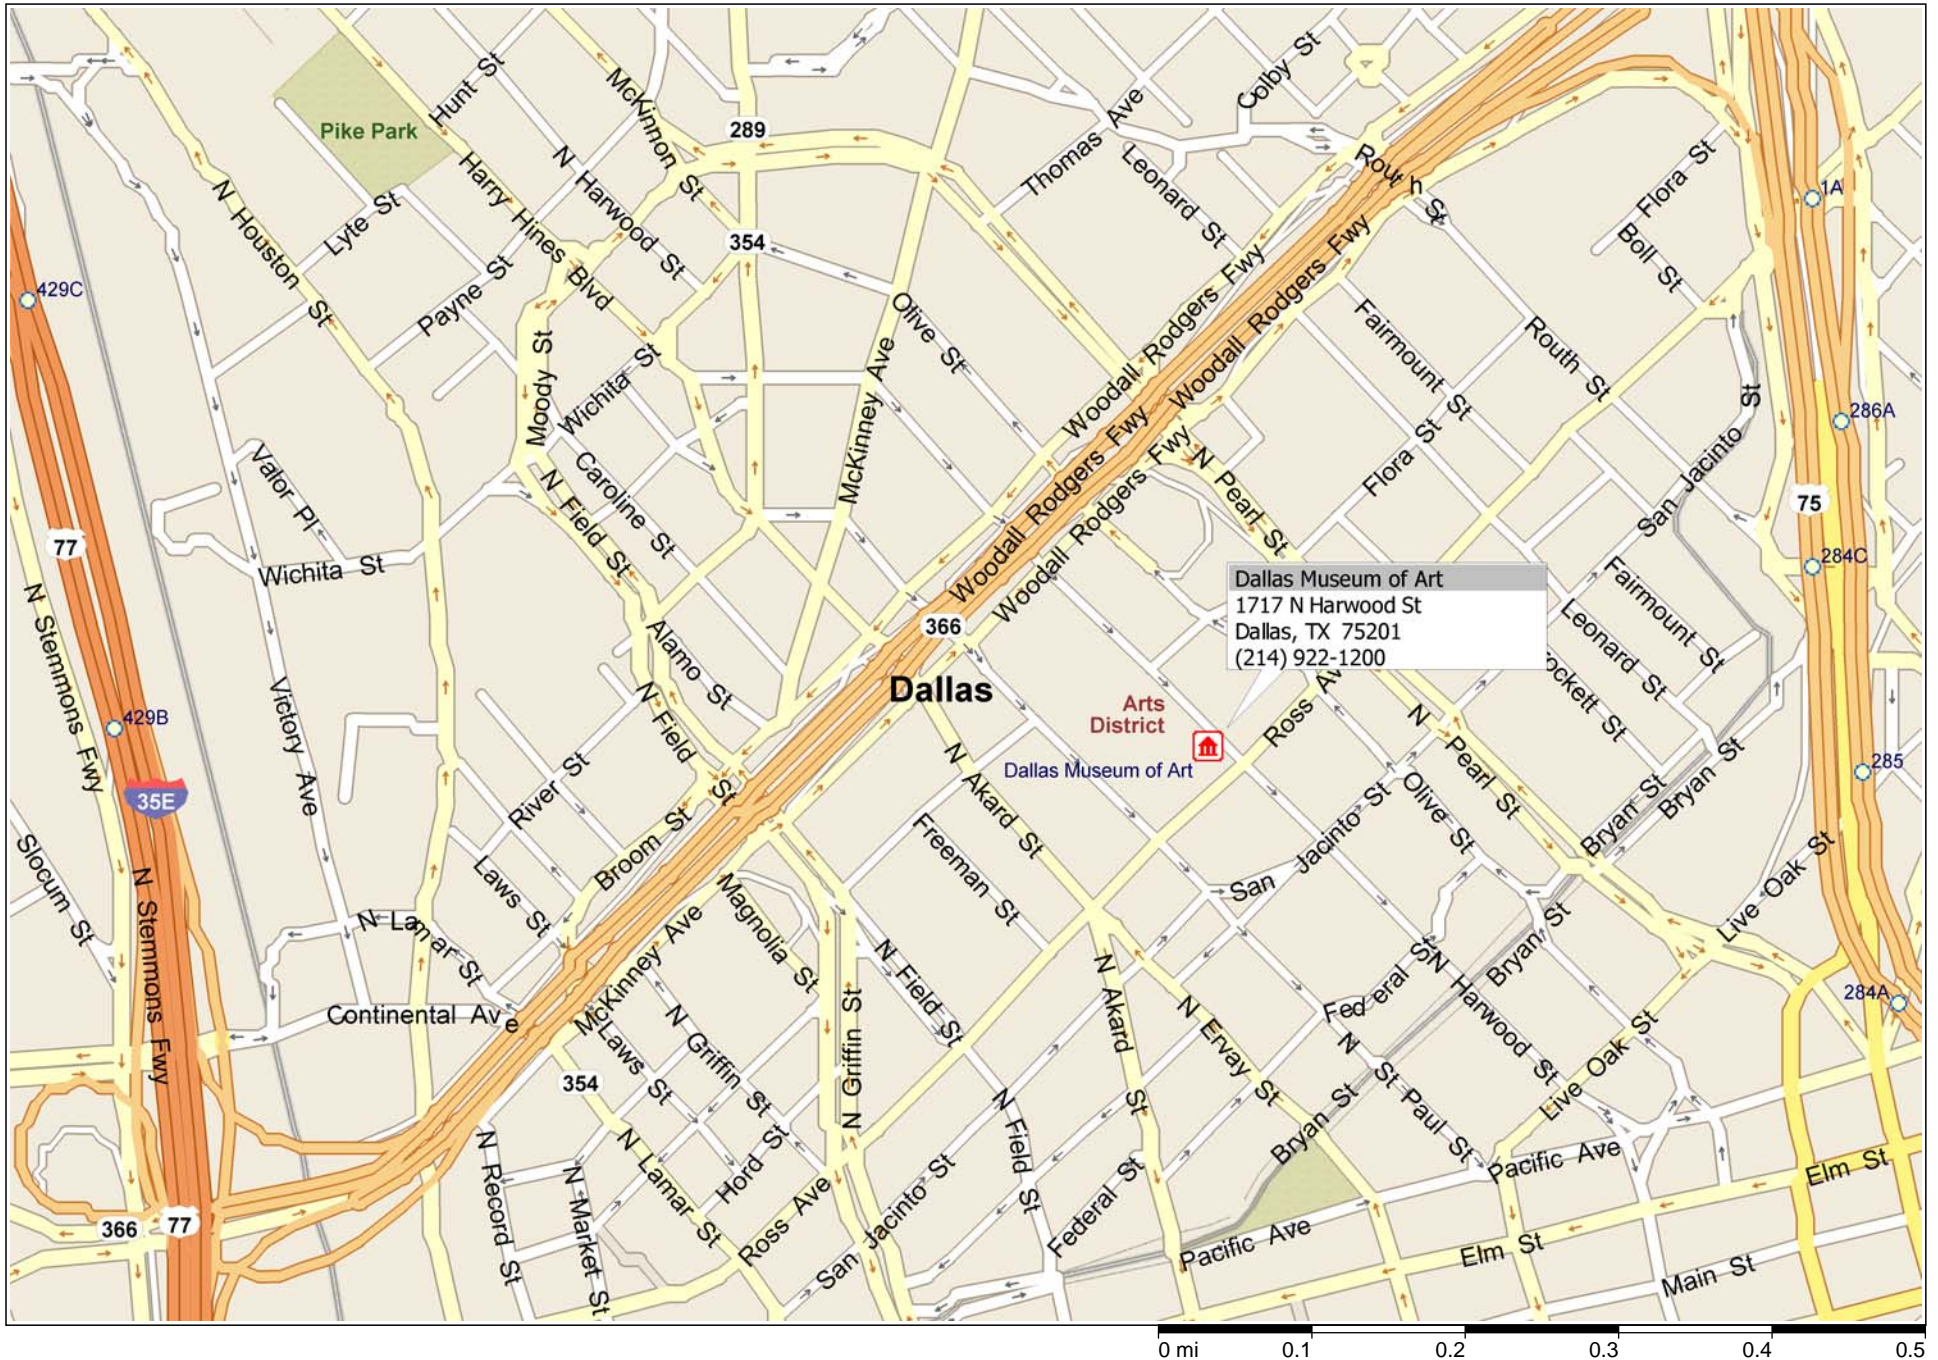 Hunt St
McKinnon St
Colby St
289
Pike Park
Thomas Ave
Routh St
1A
N Harwood St
Harry Hines Blvd
Leonard St
Flora St
N Houston St
Lyte St
354
Boll St
429C
Payne St
Olive St
Woodall Rodgers Fwy
Woodall Rodgers Fwy
Fairmount St
Routh St
Moody St
Wichita St
McKinney Ave
St
286A
Valor Pl
Caroline St
N Field St
Woodall Rodgers Fwy
Woodall Rodgers Fwy
N Pearl St
Flora St
San Jacinto
75
77
Wichita St
284C
Dallas Museum of Art
1717 N Harwood St
Dallas, TX 75201
(214) 922-1200
N Stemmons Fwy
Alamo St
366
Fairmount St
Leonard St
ockett St
Dallas
Arts
District
Dallas Museum of Art
Ross Av
N Pearl St
429B
Victory Ave
N Field St
N Akard St
285
35E
River St
Broom St
Olive St
Bryan St
Bryan St
Slocum St
Laws St
Freeman St
San Jacinto St
Live Oak St
N Stemmons Fwy
N Lamar St
Magnolia St
McKinney Ave
N Field St
Bryan St
Federal St
N Harwood St
284A
Continental Ave
N Griffin St
N Griffin St
N Akard St
N Ervay St
Laws St
N St Paul St
Live Oak St
354
N Field St
Bryan St
N Record St
N Market St
N Lamar St
Hord St
Ross Ave
San Jacinto St
Federal St
Pacific Ave
Elm St
366
77
Pacific Ave
Elm St
Main St
0 mi 0.1 0.2 0.3 0.4 0.5